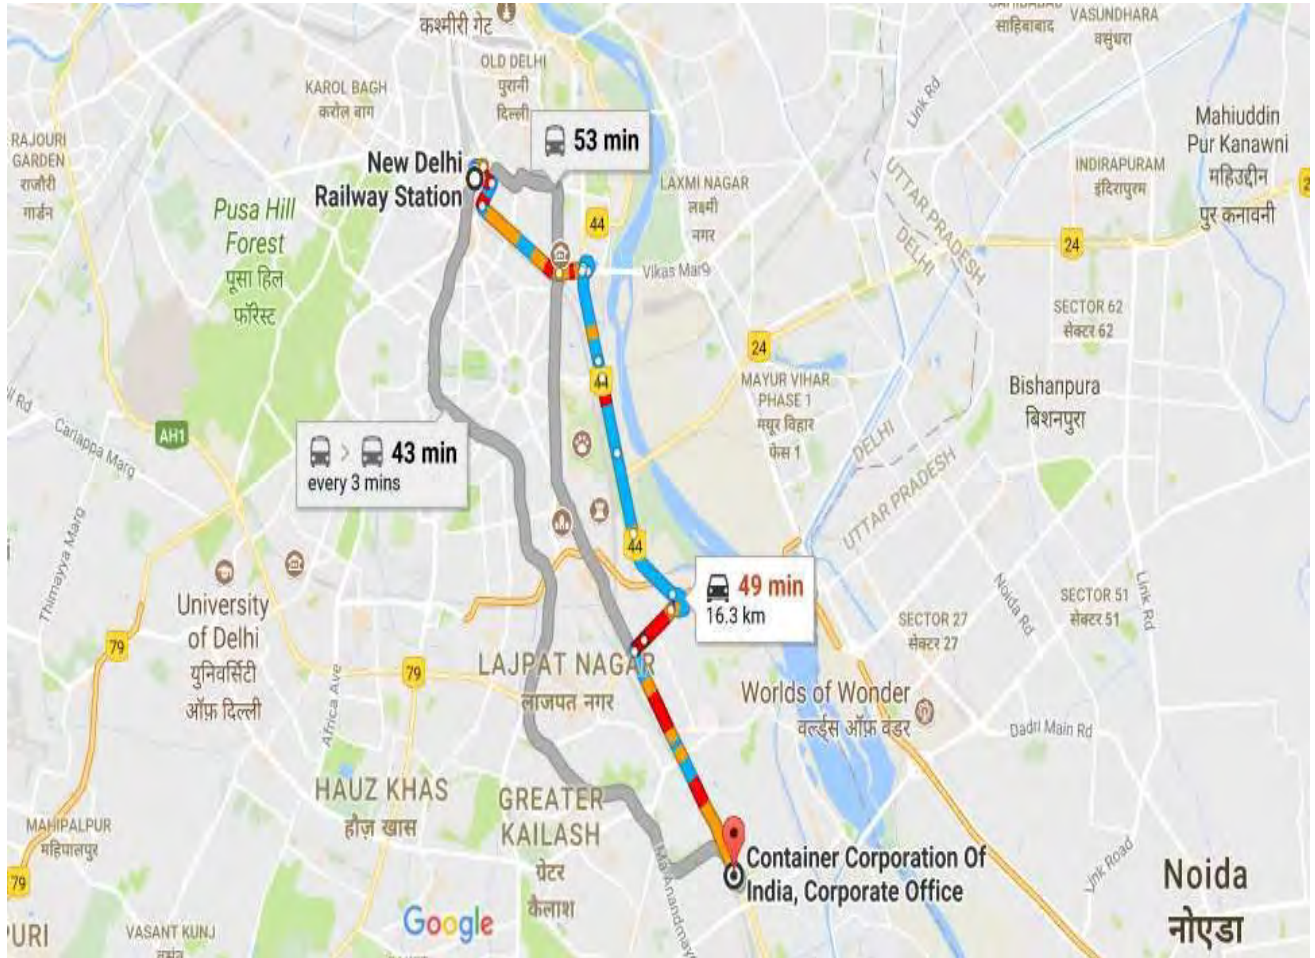 कश्मीरी गेट
साहिबाबाद
VASUNDHARA
वसुंधरा
OLD DELHI
पुरानी
दिल्ली
KAROL BAGH
करोल बाग
Link Rd
Mahiuddin
Pur Kanawni
महिउद्दीन
पुर कनावनी
RAJOURI
GARDEN
राजौरी
गार्डन
53 min
New Delhi
Railway Station
INDIRAPURAM
इंदिरापुरम
LAXMI NAGAR
लक्ष्मी
नगर
UTTAR PRADESH
DELHI
Pusa Hill
Forest
पूसा हिल
फॉरेस्ट
44
24
Vikas Marg
SECTOR 62
सेक्टर 62
24
44
MAYUR VIHAR
PHASE 1
मयूर विहार
फेस 1
Bishanpura
बिशनपुरा
Cariappa Marg
AH1
43 min
every 3 mins
DELHI
UTTAR PRADESH
Thimayya Marg
44
49 min
16.3 km
University
of Delhi
युनिवर्सिटी
ऑफ़ दिल्ली
SECTOR 27
सेक्टर 27
Noida Rd
SECTOR 51
सेक्टर 51
Link Rd
79
79
Africa Ave
LAJPAT NAGAR
लाजपत नगर
Worlds of Wonder
वर्ल्ड्स ऑफ़ वंडर
Dadri Main Rd
HAUZ KHAS
हौज़ खास
GREATER
KAILASH
ग्रेटर
कैलाश
MAHIPALPUR
महिपालपुर
79
Container Corporation Of
India, Corporate Office
Link Road
Noida
नोएडा
Google
VASANT KUNJ
PURI